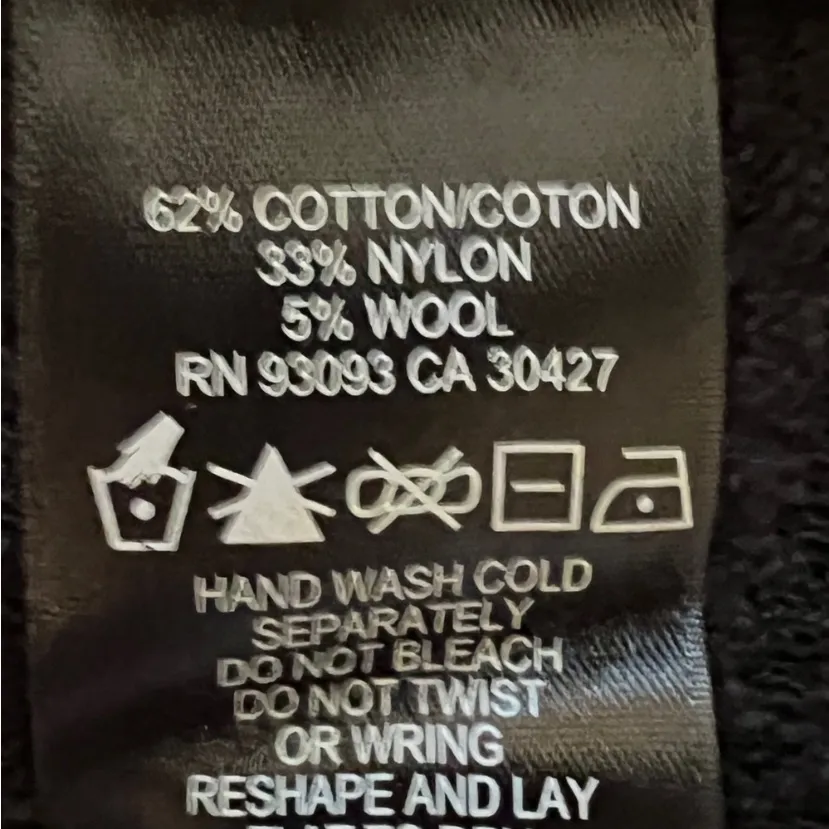 62% COTTON/COTON
33% NYLON
5% WOOL
RN 93093 CA 30427
HAND WASH COLD
SEPARATELY
DO NOT BLEACH
DO NOT TWIST
OR WRING
RESHAPE AND LAY